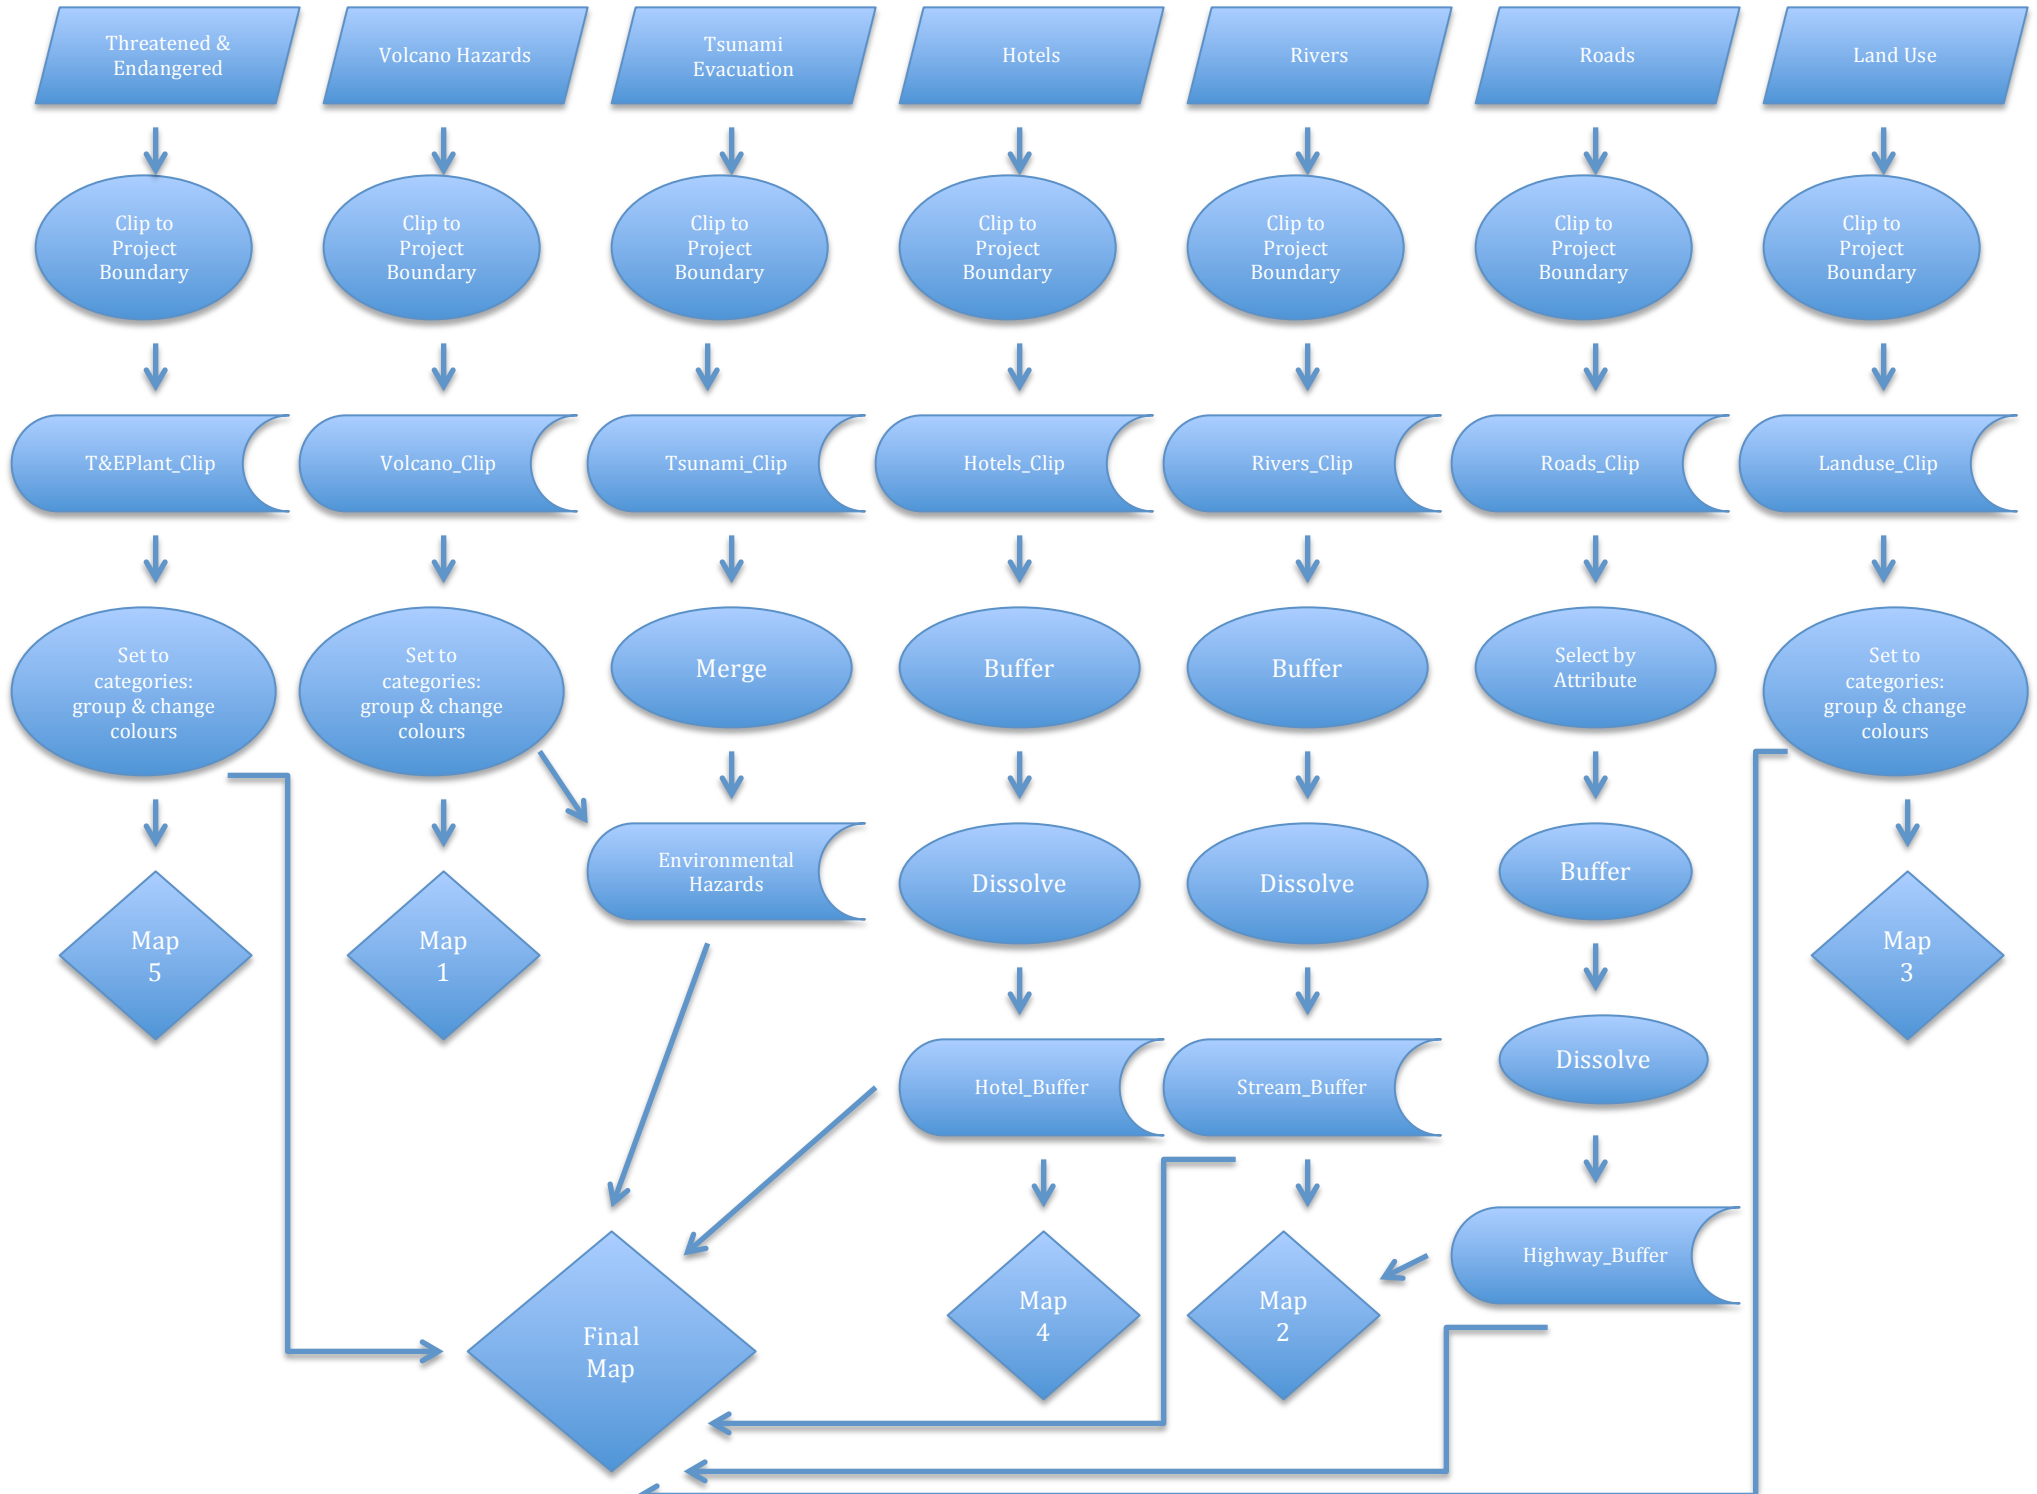 Threatened &
Endangered
Volcano Hazards
Tsunami
Evacuation
Hotels
Rivers
Roads
Land Use
Clip to
Project
Boundary
Clip to
Project
Boundary
Clip to
Project
Boundary
Clip to
Project
Boundary
Clip to
Project
Boundary
Clip to
Project
Boundary
Clip to
Project
Boundary
T&EPlant_Clip
Volcano_Clip
Tsunami_Clip
Hotels_Clip
Rivers_Clip
Roads_Clip
Landuse_Clip
Set to
categories:
group & change
colours
Set to
categories:
group & change
colours
Merge
Buffer
Buffer
Select by
Attribute
Set to
categories:
group & change
colours
Environmental
Hazards
Dissolve
Dissolve
Buffer
Map
5
Map
1
Map
3
Dissolve
Hotel_Buffer
Stream_Buffer
Highway_Buffer
Map
4
Map
2
Final
Map